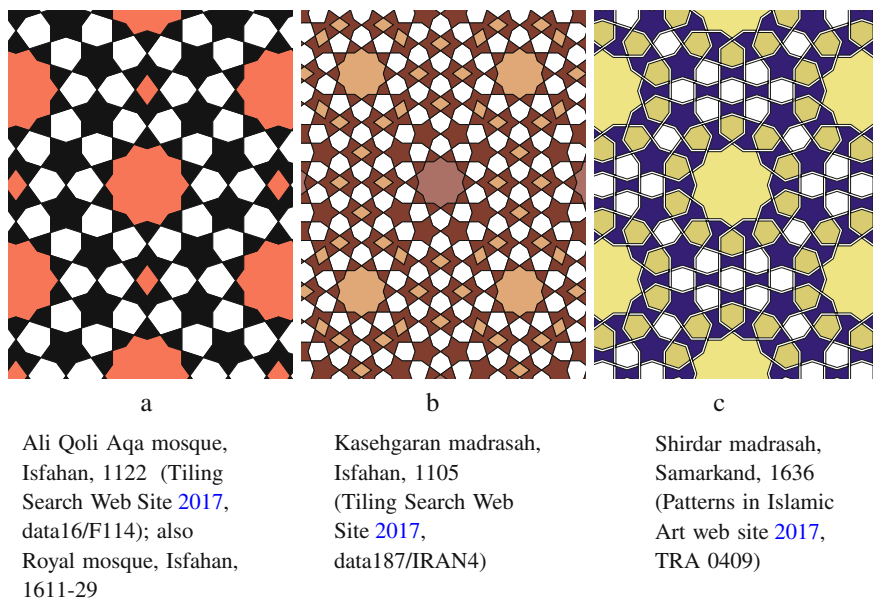 a
b
c
Ali Qoli Aqa mosque,
Isfahan, 1122 (Tiling
Search Web Site 2017,
data16/F114); also
Royal mosque, Isfahan,
1611-29
Kasehgaran madrasah,
Isfahan, 1105
(Tiling Search Web
Site 2017,
data187/IRAN4)
Shirdar madrasah,
Samarkand, 1636
(Patterns in Islamic
Art web site 2017,
TRA 0409)